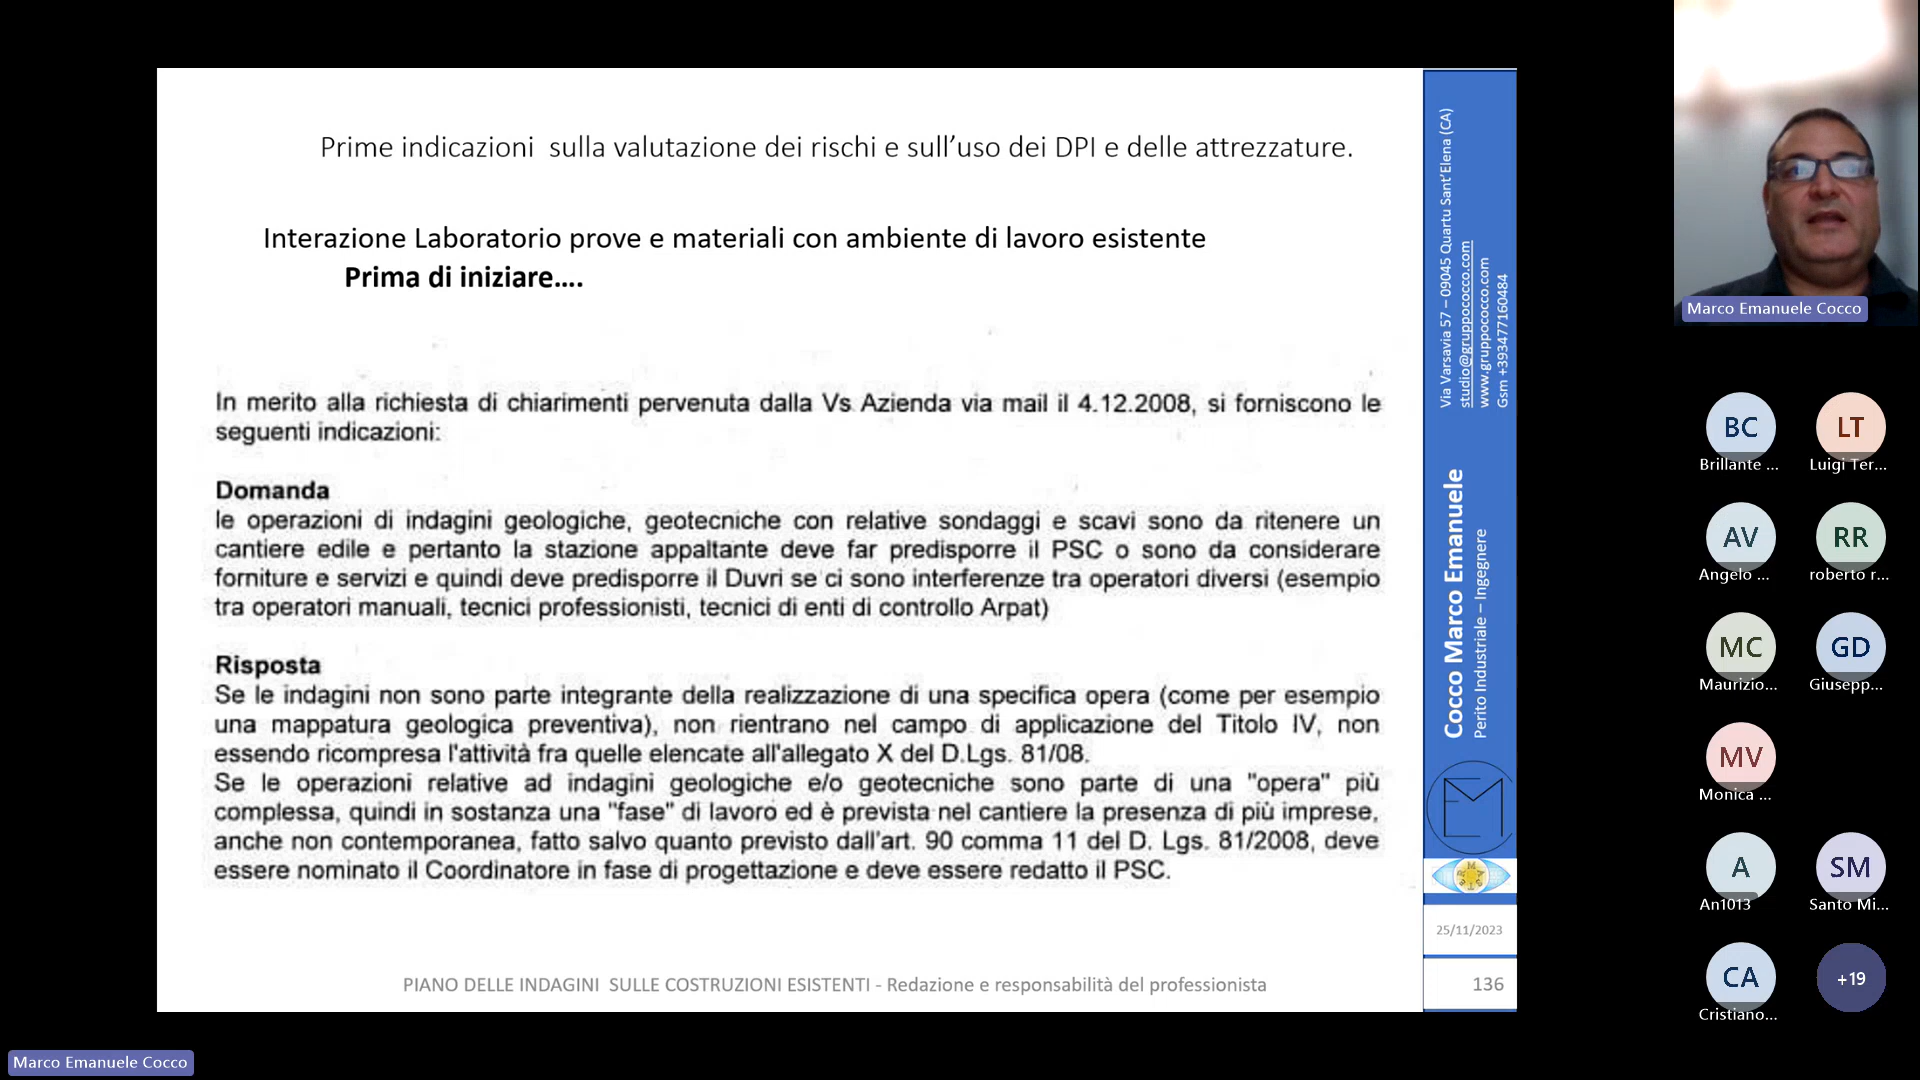 Prime indicazioni  sulla valutazione dei rischi e sull'uso dei DPI e delle attrezzature.
Interazione Laboratorio prove e materiali con ambiente di lavoro esistente
Prima di iniziare....
In merito alla richiesta di chiarimenti pervenuta dalla Vs Azienda via mail il 4.12.2008, si forniscono le
seguenti indicazioni:
Domanda
le operazioni di indagini geologiche, geotecniche con relative sondaggi e scavi sono da ritenere un
cantiere edile e pertanto la stazione appaltante deve far predisporre il PSC o sono da considerare
forniture e servizi e quindi deve predisporre il Duvri se ci sono interferenze tra operatori diversi (esempio
tra operatori manuali, tecnici professionisti, tecnici di enti di controllo Arpat)
Risposta
Se le indagini non sono parte integrante della realizzazione di una specifica opera (come per esempio
una mappatura geologica preventiva), non rientrano nel campo di applicazione del Titolo IV, non
essendo ricompresa l'attività fra quelle elencate all'allegato X del D.Lgs. 81/08.
Se le operazioni relative ad indagini geologiche e/o geotecniche sono parte di una "opera" più
complessa, quindi in sostanza una "fase" di lavoro ed è prevista nel cantiere la presenza di più imprese,
anche non contemporanea, fatto salvo quanto previsto dall'art. 90 comma 11 del D. Lgs. 81/2008, deve
essere nominato il Coordinatore in fase di progettazione e deve essere redatto il PSC.
PIANO DELLE INDAGINI  SULLE COSTRUZIONI ESISTENTI - Redazione e responsabilità del professionista
Via Varsavia 57 – 09045 Quartu Sant'Elena (CA)
studio@gruppococco.com
www.gruppococco.com
Gsm +393477160484
Cocco Marco Emanuele
Perito Industriale – Ingegnere
25/11/2023
136
Marco Emanuele Cocco
BC
Brillante ...
LT
Luigi Ter...
AV
Angelo ...
RR
roberto r...
MC
Maurizio...
GD
Giusepp...
MV
Monica ...
A
An1013
SM
Santo Mi...
CA
Cristiano...
+19
Marco Emanuele Cocco